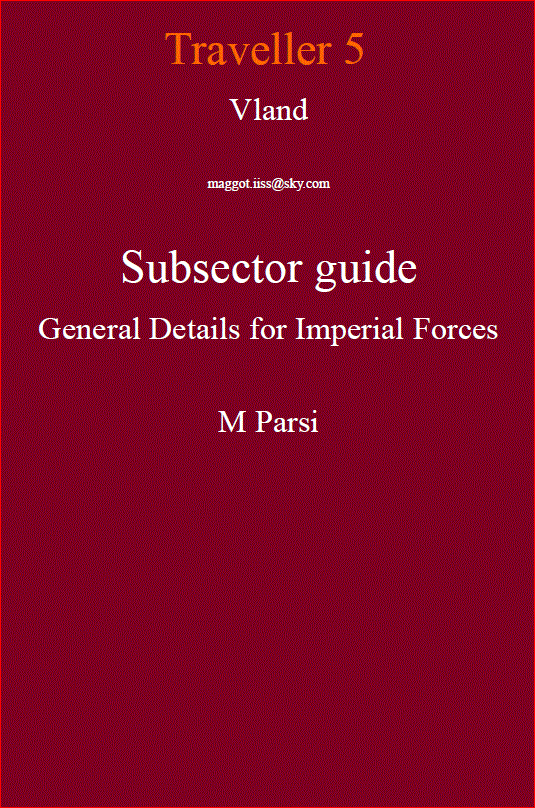 Traveller 5
Vland
maggot.iiss@sky.com
Subsector guide
General Details for Imperial Forces
M Parsi